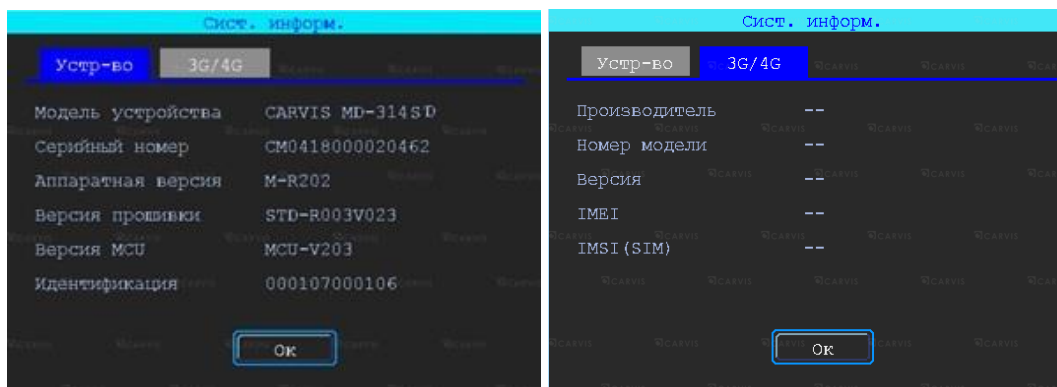 Сист. информ.
Устр-во 3G/4G
Модель устройства CARVIS MD-314SD
Серийный номер CM0418000020462
Аппаратная версия M-R202
Версия прошивки STD-R003V023
Версия MCU MCU-V203
Идентификация 000107000106
Ок
Сист. информ.
Устр-во 3G/4G
Производитель --
Номер модели --
Версия --
IMEI --
IMSI(SIM) --
Ок